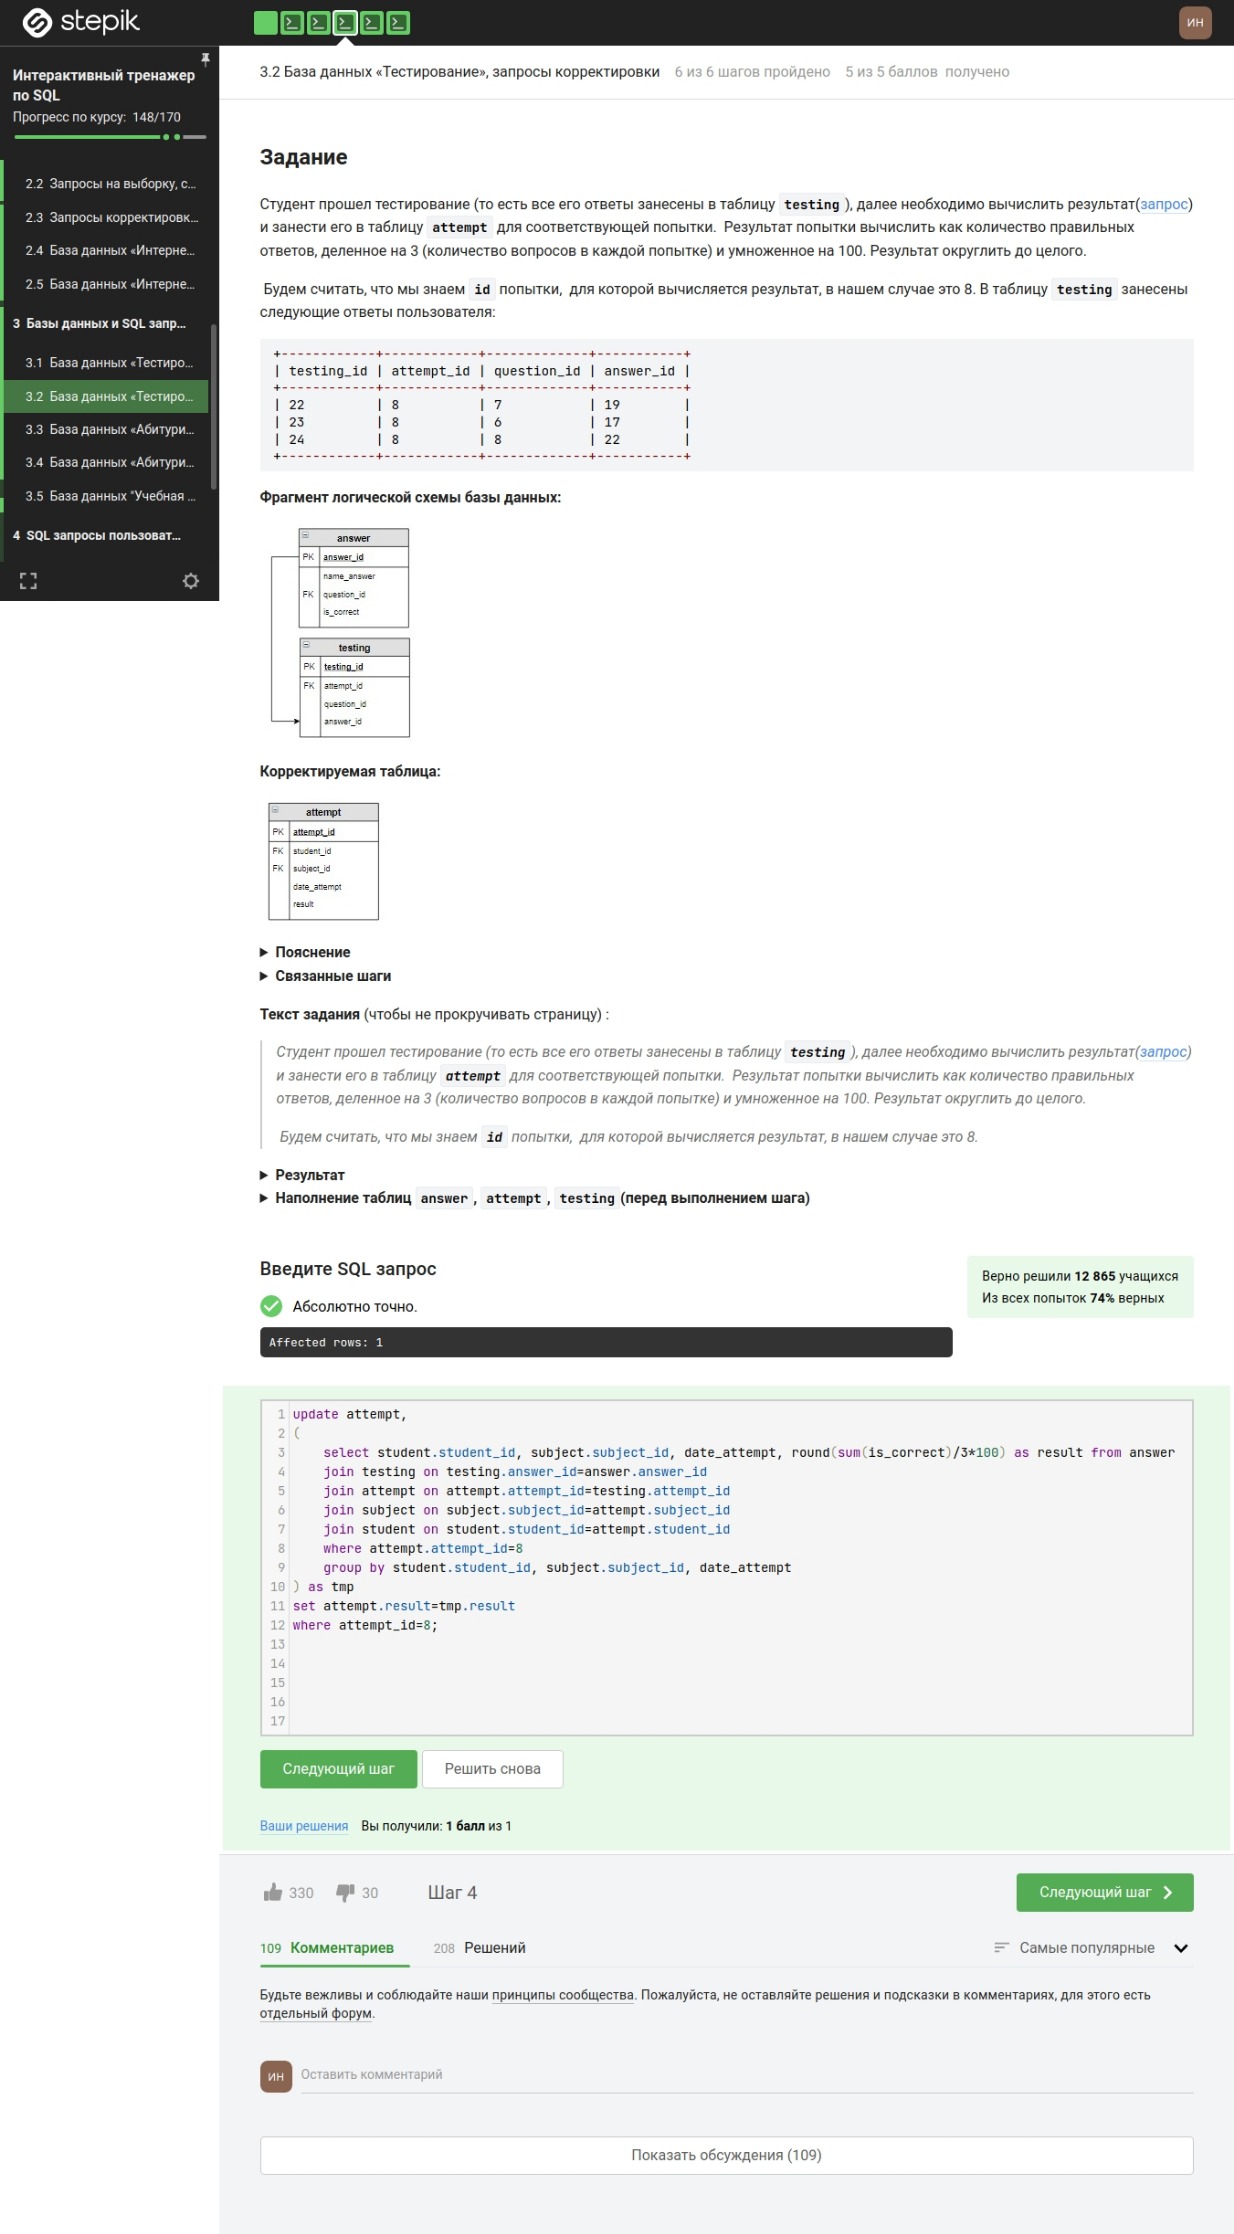 stepik
ИН
Интерактивный тренажер
по SQL
Прогресс по курсу: 148/170
2.2 Запросы на выборку, с...
2.3 Запросы корректировк...
2.4 База данных «Интерне...
2.5 База данных «Интерне...
3 Базы данных и SQL запр...
3.1 База данных «Тестиро...
3.2 База данных «Тестиро...
3.3 База данных «Абитури...
3.4 База данных «Абитури...
3.5 База данных "Учебная ...
4 SQL запросы пользоват...
3.2 База данных «Тестирование», запросы корректировки 6 из 6 шагов пройдено 5 из 5 баллов получено
Задание
Студент прошел тестирование (то есть все его ответы занесены в таблицу testing ), далее необходимо вычислить результат(запрос)
и занести его в таблицу attempt для соответствующей попытки. Результат попытки вычислить как количество правильных
ответов, деленное на 3 (количество вопросов в каждой попытке) и умноженное на 100. Результат округлить до целого.
Будем считать, что мы знаем id попытки, для которой вычисляется результат, в нашем случае это 8. В таблицу testing занесены
следующие ответы пользователя:
+------------+------------+-------------+-----------+
| testing_id | attempt_id | question_id | answer_id |
+------------+------------+-------------+-----------+
| 22         | 8          | 7           | 19        |
| 23         | 8          | 6           | 17        |
| 24         | 8          | 8           | 22        |
+------------+------------+-------------+-----------+
Фрагмент логической схемы базы данных:
answer
PK answer_id
name_answer
FK question_id
is_correct
testing
PK testing_id
FK attempt_id
question_id
answer_id
Корректируемая таблица:
attempt
PK attempt_id
FK student_id
FK subject_id
date_attempt
result
▶ Пояснение
▶ Связанные шаги
Текст задания (чтобы не прокручивать страницу) :
Студент прошел тестирование (то есть все его ответы занесены в таблицу testing ), далее необходимо вычислить результат(запрос)
и занести его в таблицу attempt для соответствующей попытки. Результат попытки вычислить как количество правильных
ответов, деленное на 3 (количество вопросов в каждой попытке) и умноженное на 100. Результат округлить до целого.
Будем считать, что мы знаем id попытки, для которой вычисляется результат, в нашем случае это 8.
▶ Результат
▶ Наполнение таблиц answer , attempt , testing (перед выполнением шага)
Введите SQL запрос
Абсолютно точно.
Affected rows: 1
Верно решили 12 865 учащихся
Из всех попыток 74% верных
1 update attempt,
2 (
3     select student.student_id, subject.subject_id, date_attempt, round(sum(is_correct)/3*100) as result from answer
4     join testing on testing.answer_id=answer.answer_id
5     join attempt on attempt.attempt_id=testing.attempt_id
6     join subject on subject.subject_id=attempt.subject_id
7     join student on student.student_id=attempt.student_id
8     where attempt.attempt_id=8
9     group by student.student_id, subject.subject_id, date_attempt
10 ) as tmp
11 set attempt.result=tmp.result
12 where attempt_id=8;
13
14
15
16
17
Следующий шаг Решить снова
Ваши решения Вы получили: 1 балл из 1
330 30 Шаг 4 Следующий шаг
109 Комментариев 208 Решений Самые популярные
Будьте вежливы и соблюдайте наши принципы сообщества. Пожалуйста, не оставляйте решения и подсказки в комментариях, для этого есть
отдельный форум.
ИН Оставить комментарий
Показать обсуждения (109)